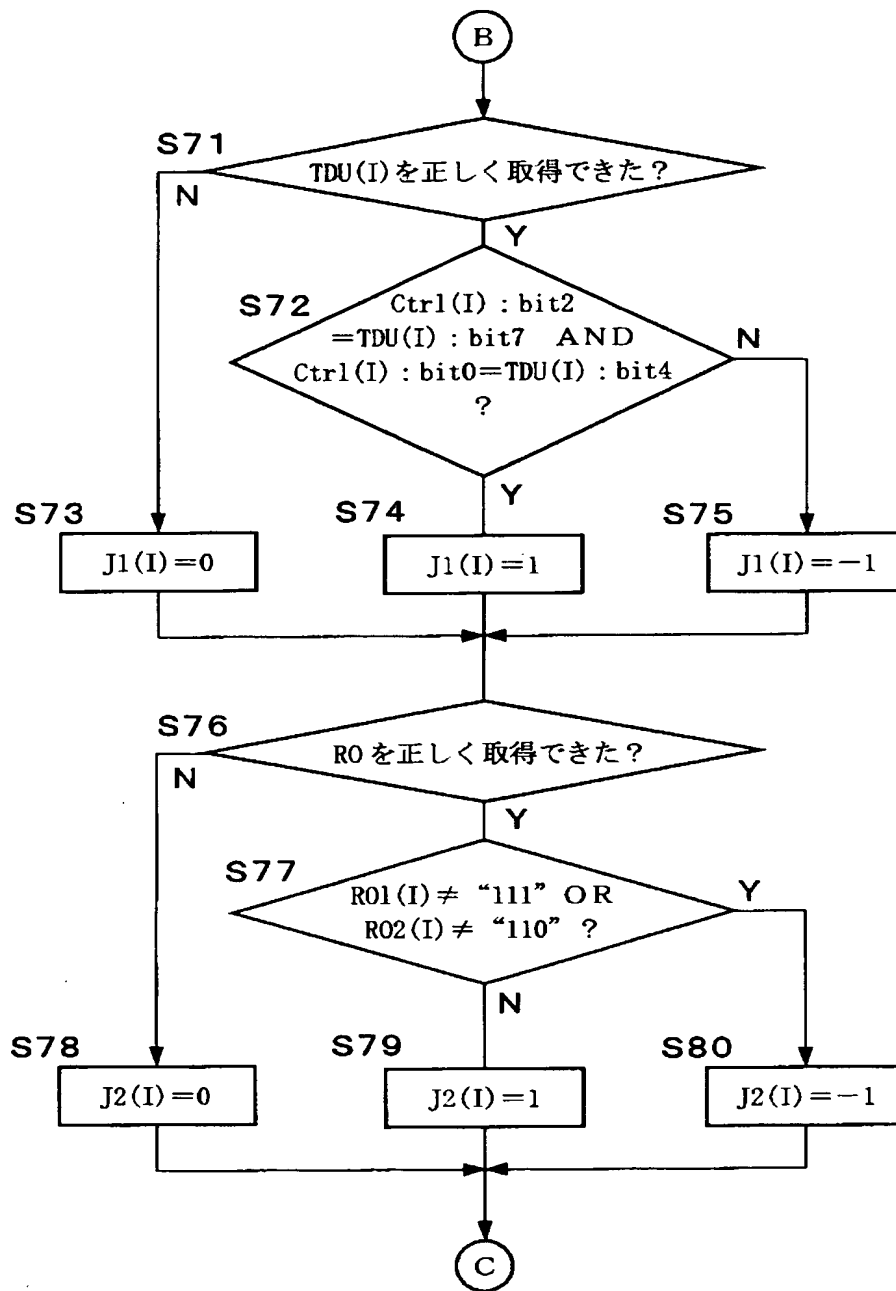 B
S71
TDU(I)を正しく取得できた？
N
Y
S72
Ctrl(I):bit2
=TDU(I):bit7 AND
Ctrl(I):bit0=TDU(I):bit4
?
N
Y
S73
S74
S75
J1(I)=0
J1(I)=1
J1(I)=-1
S76
ROを正しく取得できた？
N
Y
S77
RO1(I)≠“111” OR
RO2(I)≠“110” ?
Y
N
S78
S79
S80
J2(I)=0
J2(I)=1
J2(I)=-1
C